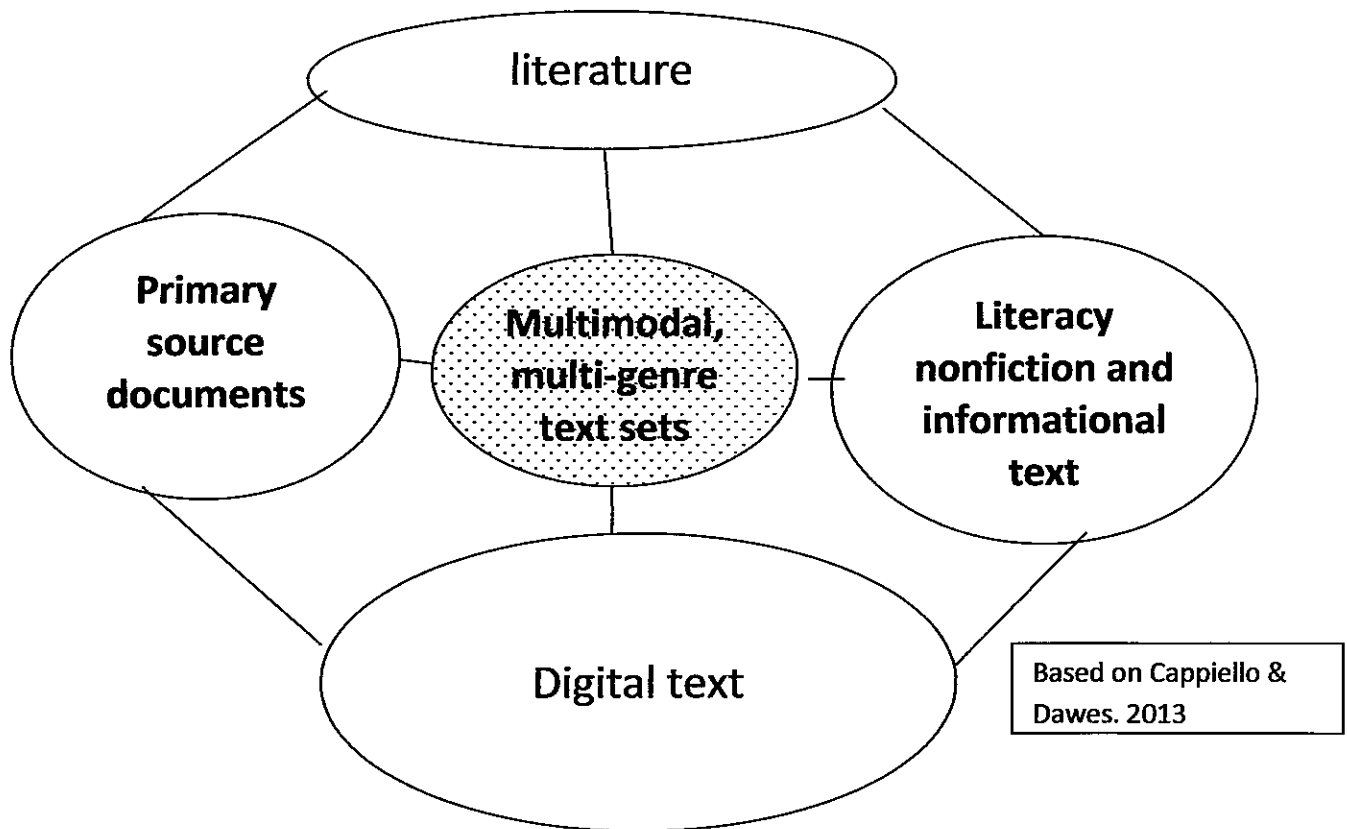 literature
Primary
source
documents
Multimodal,
multi-genre
text sets
Literacy
nonfiction and
informational
text
Digital text
Based on Cappiello &
Dawes. 2013